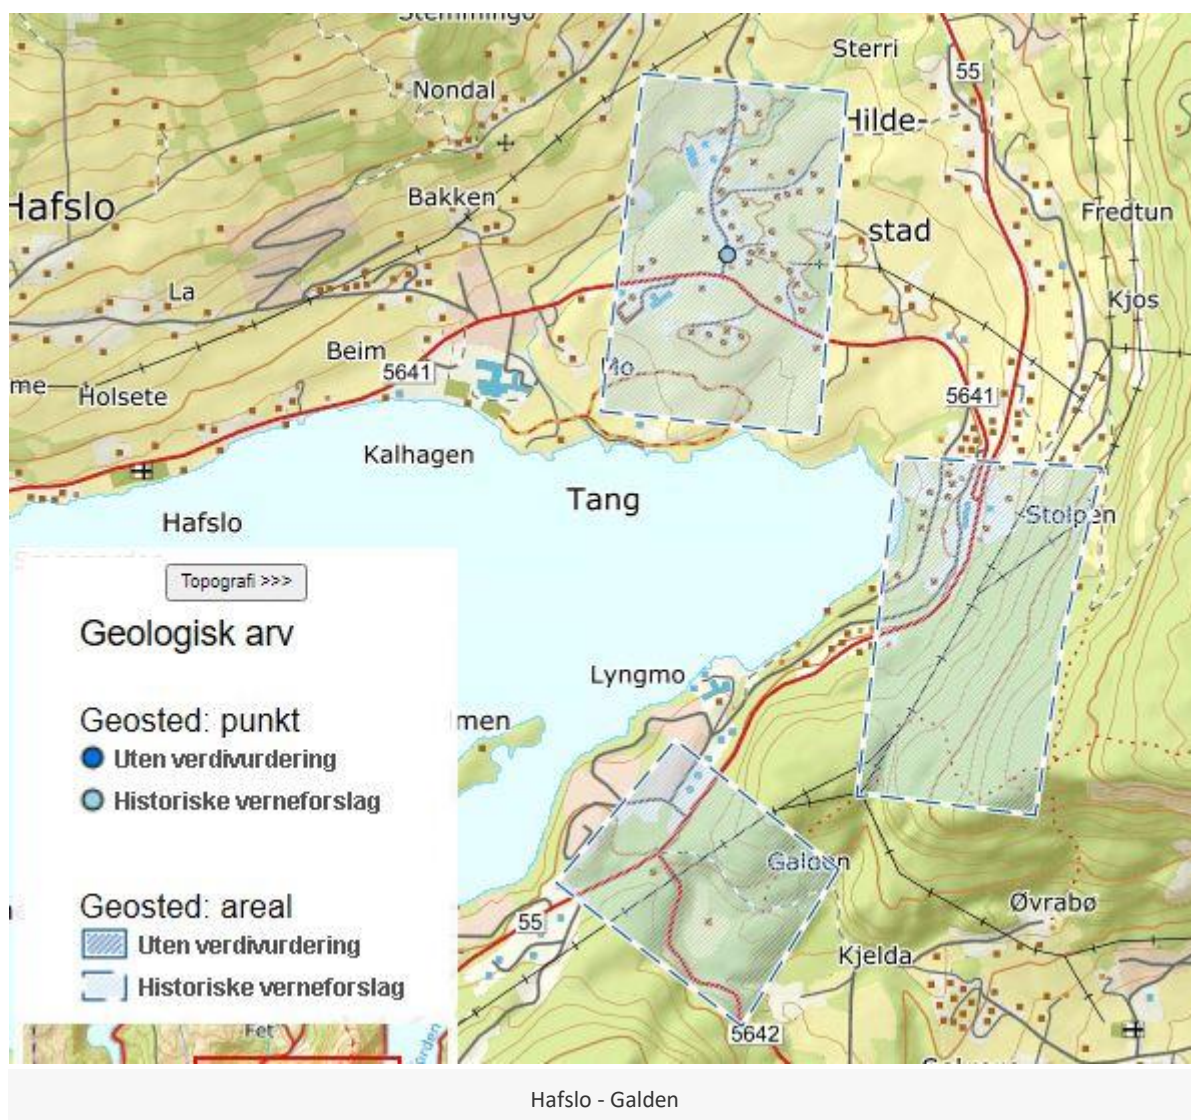 Sterri
55
Nondal
Hilde-
Bakken
Hafslo
Fredtun
stad
La
Kjos
Beim
Mo
5641
5641
Holsete
Kalhagen
Tang
Stolpen
Hafslo
Topografi >>>
Geologisk arv
Lyngmo
Geosted: punkt
Uten verdivurdering
Historiske verneforslag
Galden
Geosted: areal
Øvrabø
55
Uten verdivurdering
Kjelda
Historiske verneforslag
Fet
5642
Hafslo - Galden